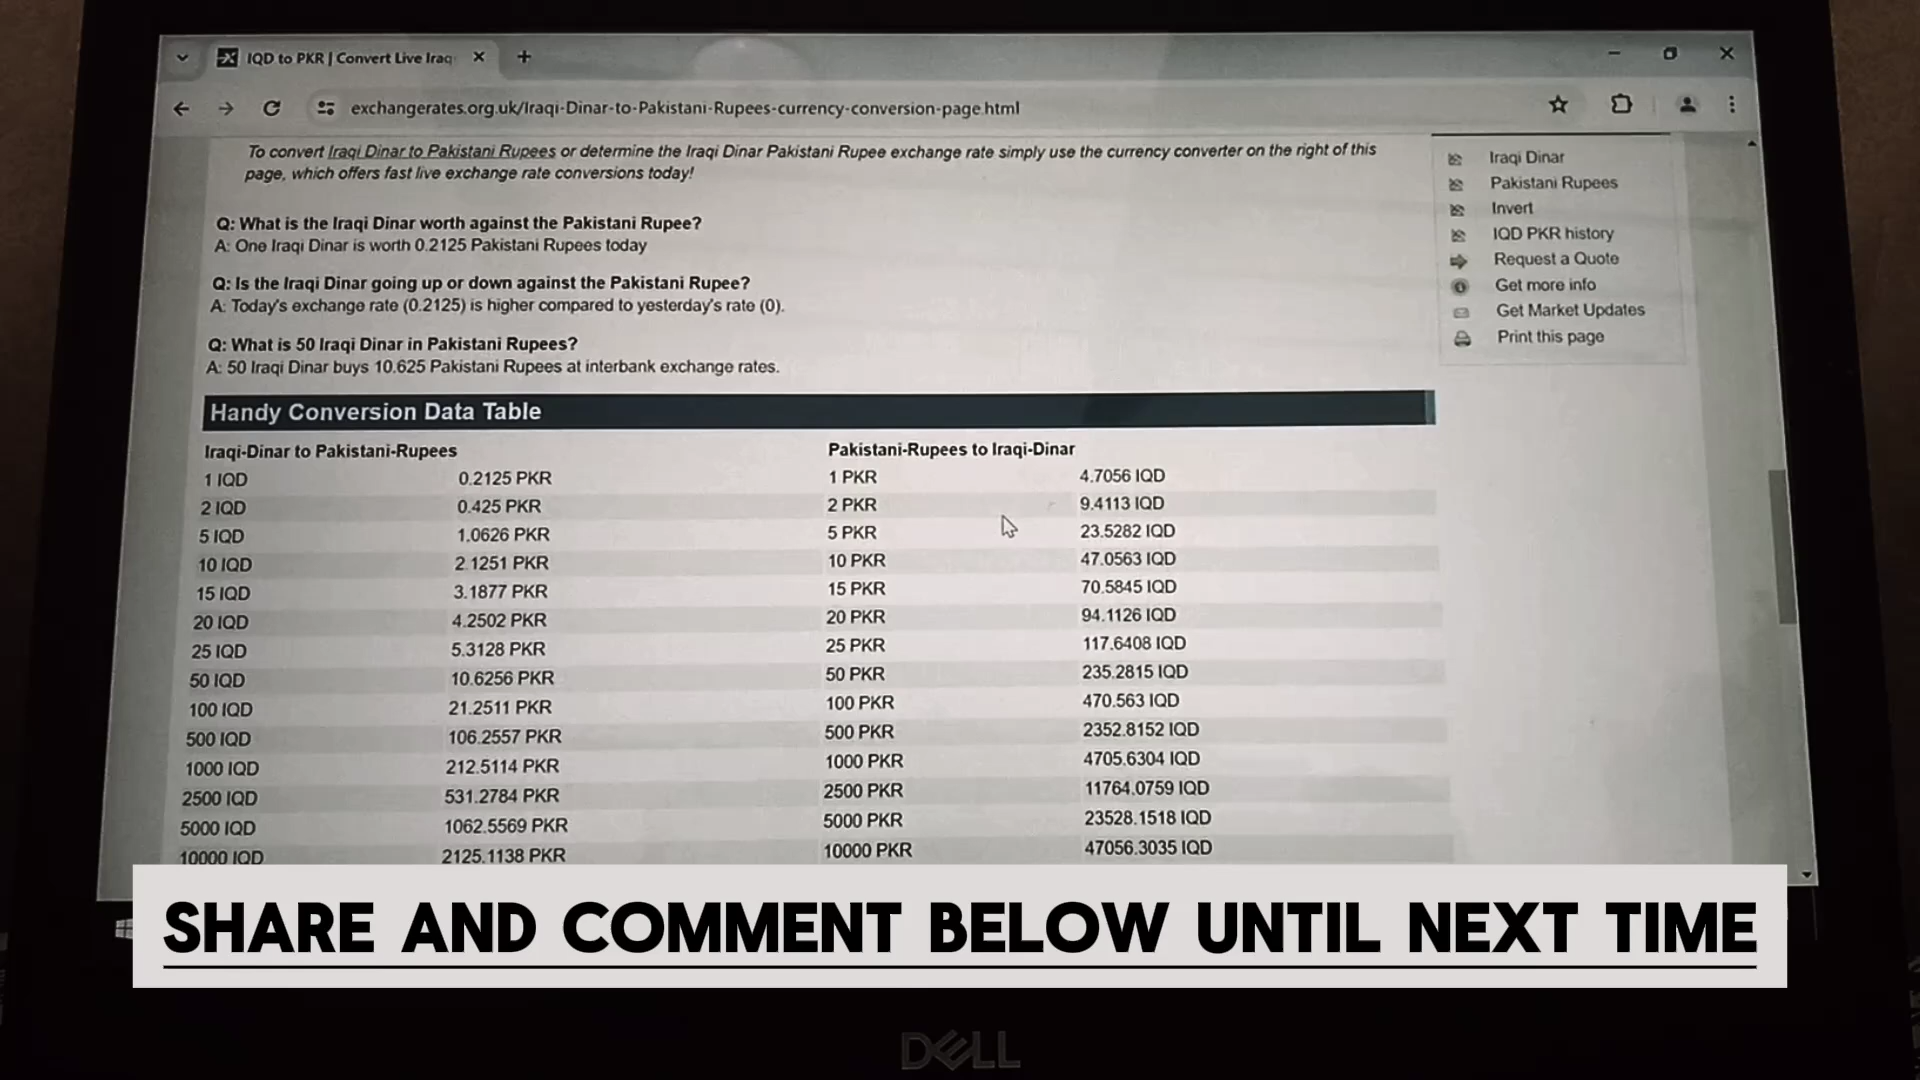 IQD to PKR | Convert Live Iraq
exchangerates.org.uk/Iraqi-Dinar-to-Pakistani-Rupees-currency-conversion-page.html
To convert Iraqi Dinar to Pakistani Rupees or determine the Iraqi Dinar Pakistani Rupee exchange rate simply use the currency converter on the right of this
page, which offers fast live exchange rate conversions today!
Q: What is the Iraqi Dinar worth against the Pakistani Rupee?
A: One Iraqi Dinar is worth 0.2125 Pakistani Rupees today
Q: Is the Iraqi Dinar going up or down against the Pakistani Rupee?
A: Today's exchange rate (0.2125) is higher compared to yesterday's rate (0).
Q: What is 50 Iraqi Dinar in Pakistani Rupees?
A: 50 Iraqi Dinar buys 10.625 Pakistani Rupees at interbank exchange rates.
Iraqi Dinar
Pakistani Rupees
Invert
IQD PKR history
Request a Quote
Get more info
Get Market Updates
Print this page
Handy Conversion Data Table
Iraqi-Dinar to Pakistani-Rupees Pakistani-Rupees to Iraqi-Dinar
1 IQD 0.2125 PKR 1 PKR 4.7056 IQD
2 IQD 0.425 PKR 2 PKR 9.4113 IQD
5 IQD 1.0626 PKR 5 PKR 23.5282 IQD
10 IQD 2.1251 PKR 10 PKR 47.0563 IQD
15 IQD 3.1877 PKR 15 PKR 70.5845 IQD
20 IQD 4.2502 PKR 20 PKR 94.1126 IQD
25 IQD 5.3128 PKR 25 PKR 117.6408 IQD
50 IQD 10.6256 PKR 50 PKR 235.2815 IQD
100 IQD 21.2511 PKR 100 PKR 470.563 IQD
500 IQD 106.2557 PKR 500 PKR 2352.8152 IQD
1000 IQD 212.5114 PKR 1000 PKR 4705.6304 IQD
2500 IQD 531.2784 PKR 2500 PKR 11764.0759 IQD
5000 IQD 1062.5569 PKR 5000 PKR 23528.1518 IQD
10000 IQD 2125.1138 PKR 10000 PKR 47056.3035 IQD
SHARE AND COMMENT BELOW UNTIL NEXT TIME
DELL